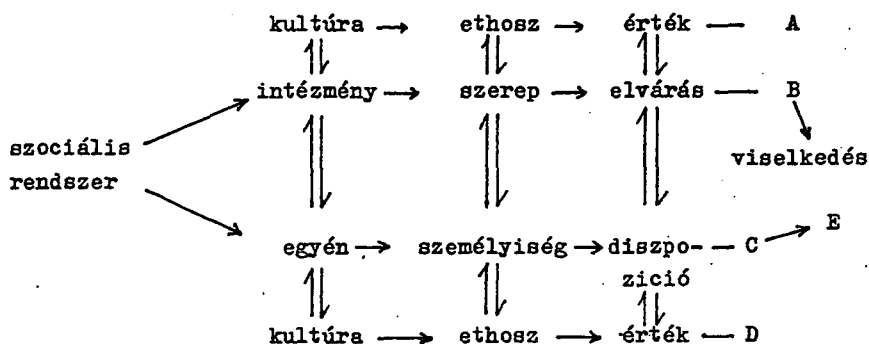 kultúra ethosz érték A
intézmény szerep elvárás B
szociális
viselkedés
rendszer
E
egyén személyiség diszpo- C
zició
kultúra ethosz érték D